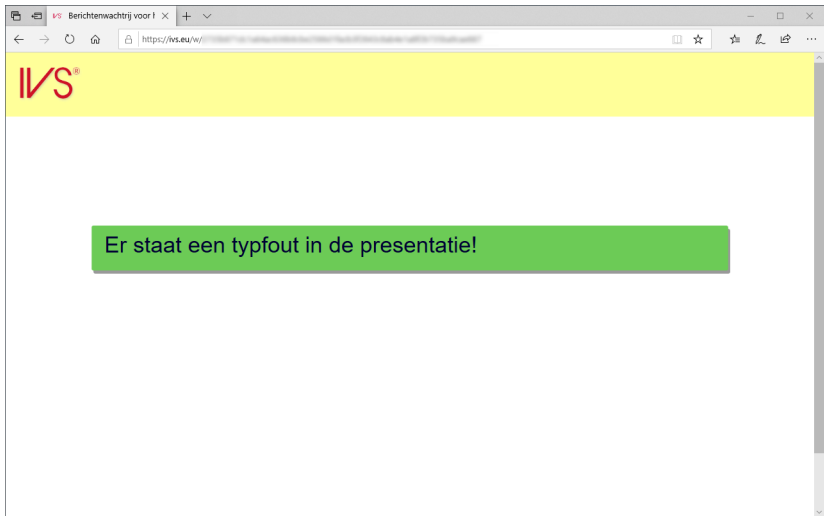 Berichtenwachtrij voor
https://ivs.eu/w/
IVS®
Er staat een typfout in de presentatie!